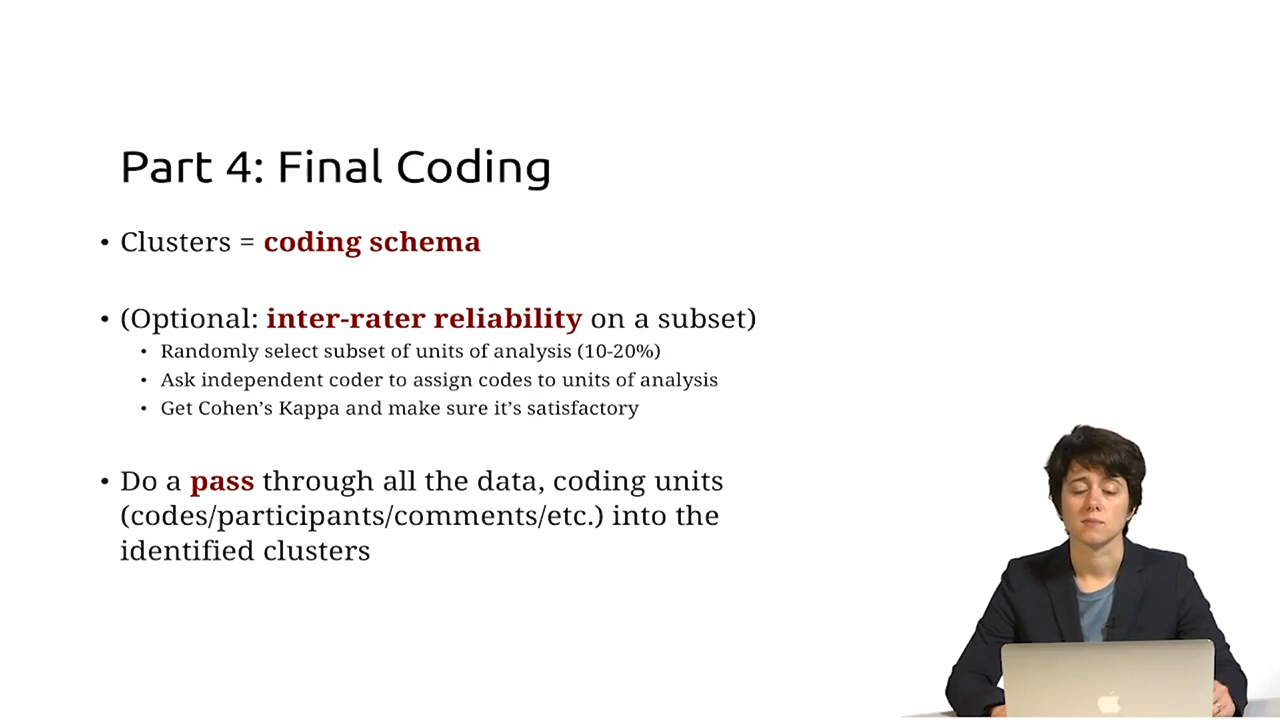 Part 4: Final Coding
• Clusters = coding schema
• (Optional: inter-rater reliability on a subset)
• Randomly select subset of units of analysis (10-20%)
• Ask independent coder to assign codes to units of analysis
• Get Cohen’s Kappa and make sure it’s satisfactory
• Do a pass through all the data, coding units
(codes/participants/comments/etc.) into the
identified clusters